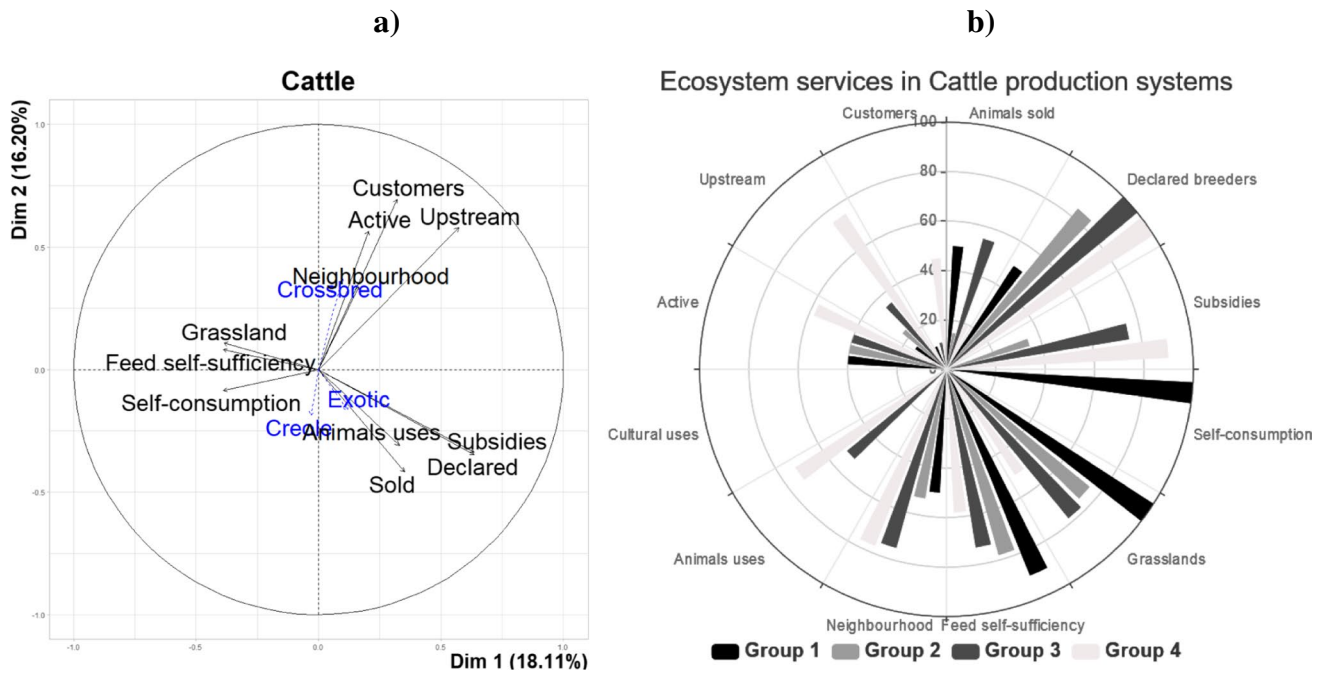 a)
Cattle
Dim 2 (16.20%)
1.0
0.5
0.0
-0.5
-1.0
Customers
Active
Upstream
Neighbourhood
Crossbred
Grassland
Feed self-sufficiency
Self-consumption
Exotic
Creole
Animals uses
Subsidies
Declared
Sold
-1.0
-0.5
0.0
0.5
1.0
Dim 1 (18.11%)
b)
Ecosystem services in Cattle production systems
Customers
100
Animals sold
Upstream
80
Declared breeders
60
40
Active
Subsidies
20
0
Cultural uses
Self-consumption
Animals uses
Grasslands
Neighbourhood
Feed self-sufficiency
Group 1
Group 2
Group 3
Group 4